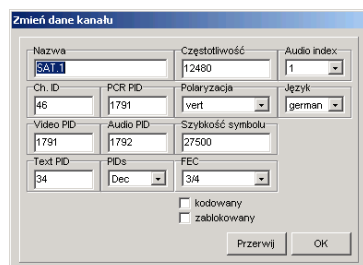 Zmień dane kanału
Nazwa Częstotliwość Audio index
SAT.1 12480 1
Ch. ID PCR PID Polaryzacja Język
46 1791 vert german
Video PID Audio PID Szybkość symbolu
1791 1792 27500
Text PID PIDs FEC
34 Dec 3/4
kodowany
zablokowany
Przerwij OK